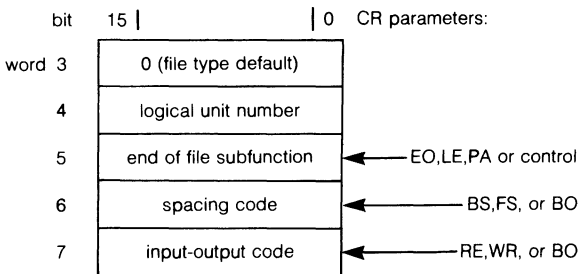 bit 15 0 CR parameters:
word 3 0 (file type default)
4 logical unit number
5 end of file subfunction EO,LE,PA or control
6 spacing code BS,FS, or BO
7 input-output code RE,WR, or BO